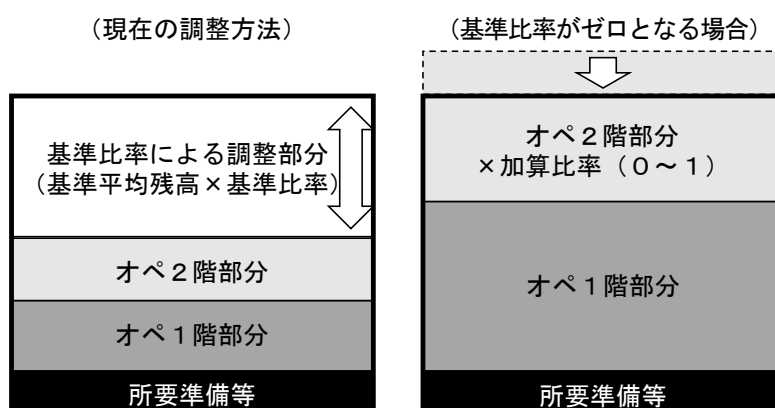 （現在の調整方法）
（基準比率がゼロとなる場合）
基準比率による調整部分
（基準平均残高×基準比率）
オペ２階部分
オペ１階部分
所要準備等
オペ２階部分
×加算比率（０～１）
オペ１階部分
所要準備等